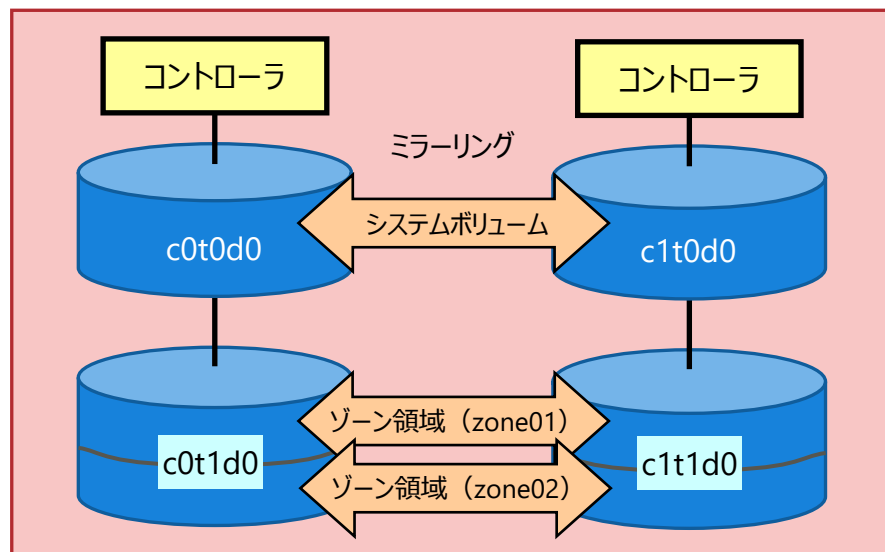 コントローラ
コントローラ
ミラーリング
システムボリューム
c0t0d0
c1t0d0
ゾーン領域（zone01）
c0t1d0
c1t1d0
ゾーン領域（zone02）